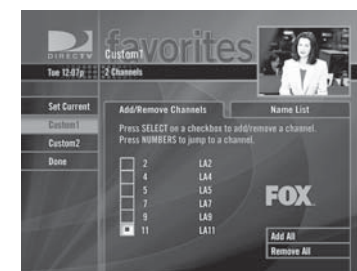 DIRECTV
favorites
Custom1
Tue 12:07p
2 Channels
Set Current
Custom1
Custom2
Done
Add/Remove Channels
Name List
Press SELECT on a checkbox to add/remove a channel.
Press NUMBERS to jump to a channel.
2 LA2
4 LA4
5 LA5
7 LA7
9 LA9
11 LA11
FOX
Add All
Remove All